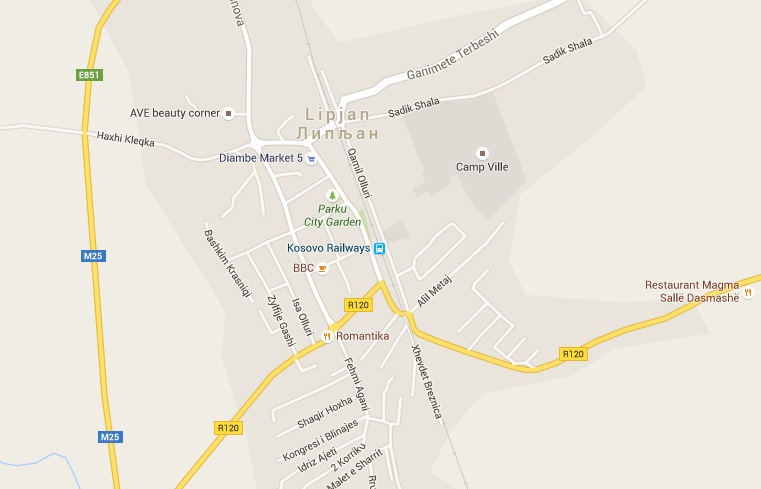 nova
Ganimete Terbeshi
Sadik Shala
E851
AVE beauty corner
Sadik Shala
Lipjan
Липљан
Haxhi Kleqka
Diambe Market 5
Qamil Olluri
Camp Ville
Parku
City Garden
Kosovo Railways
M25
BBC
Bashkim Krasniqi
Zylfije Gashi
Isa Olluri
Alil Metaj
Restaurant Magma
Sallë Dasmashë
R120
Romantika
R120
Xhevdet Breznica
Fehmi Agani
Shaqir Hoxha
R120
M25
Kongresi i Blinajes
Idriz Ajeti
2 Korriku
Malet e Sharrit
Rru